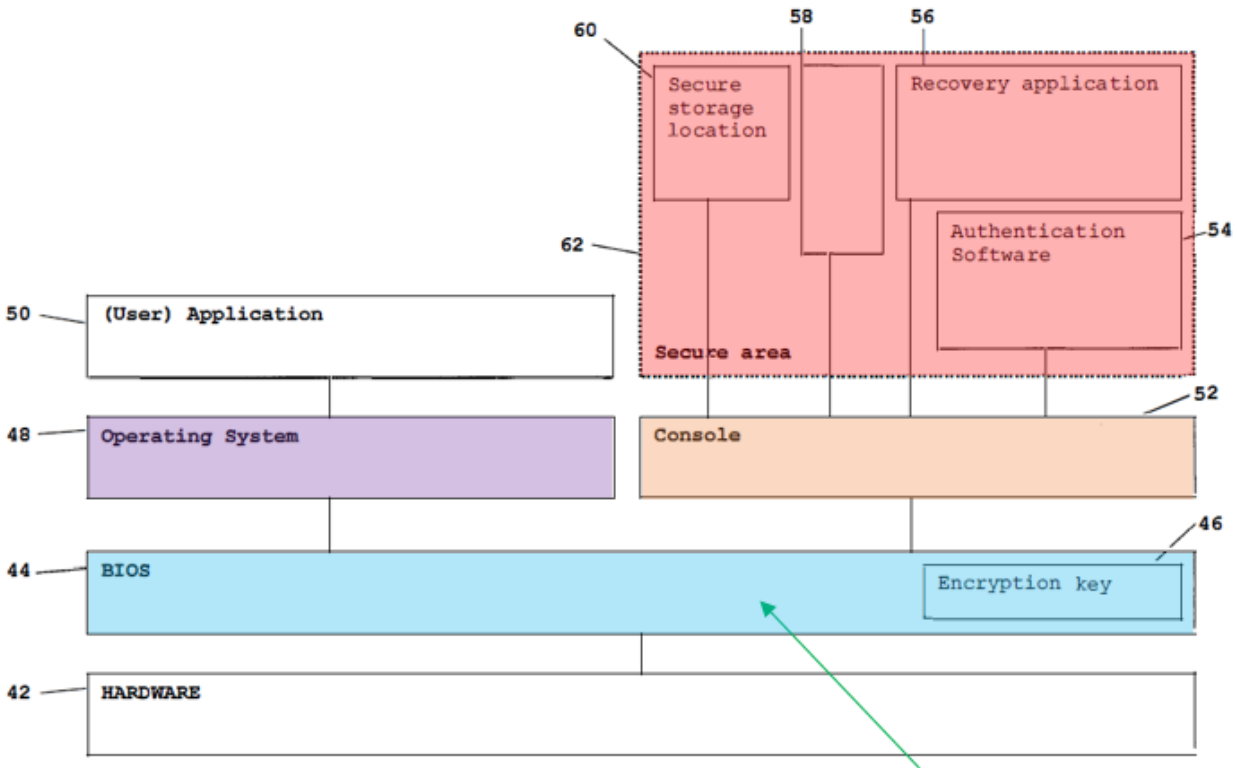 58
56
60
Secure
storage
location
Recovery application
Authentication
Software
54
62
Secure area
50
(User) Application
52
48
Operating System
Console
46
44
BIOS
Encryption key
42
HARDWARE